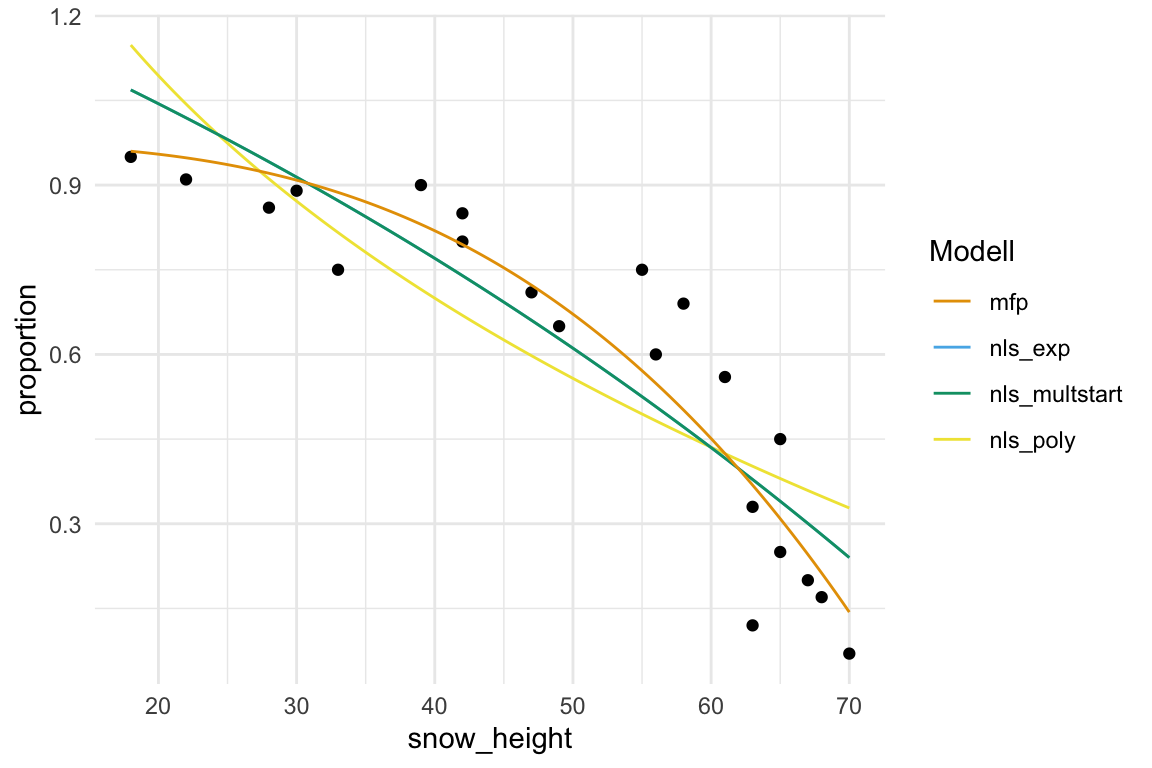 1.2
0.9
0.6
0.3
proportion
20 30 40 50 60 70
snow_height
Modell
mfp
nls_exp
nls_multstart
nls_poly